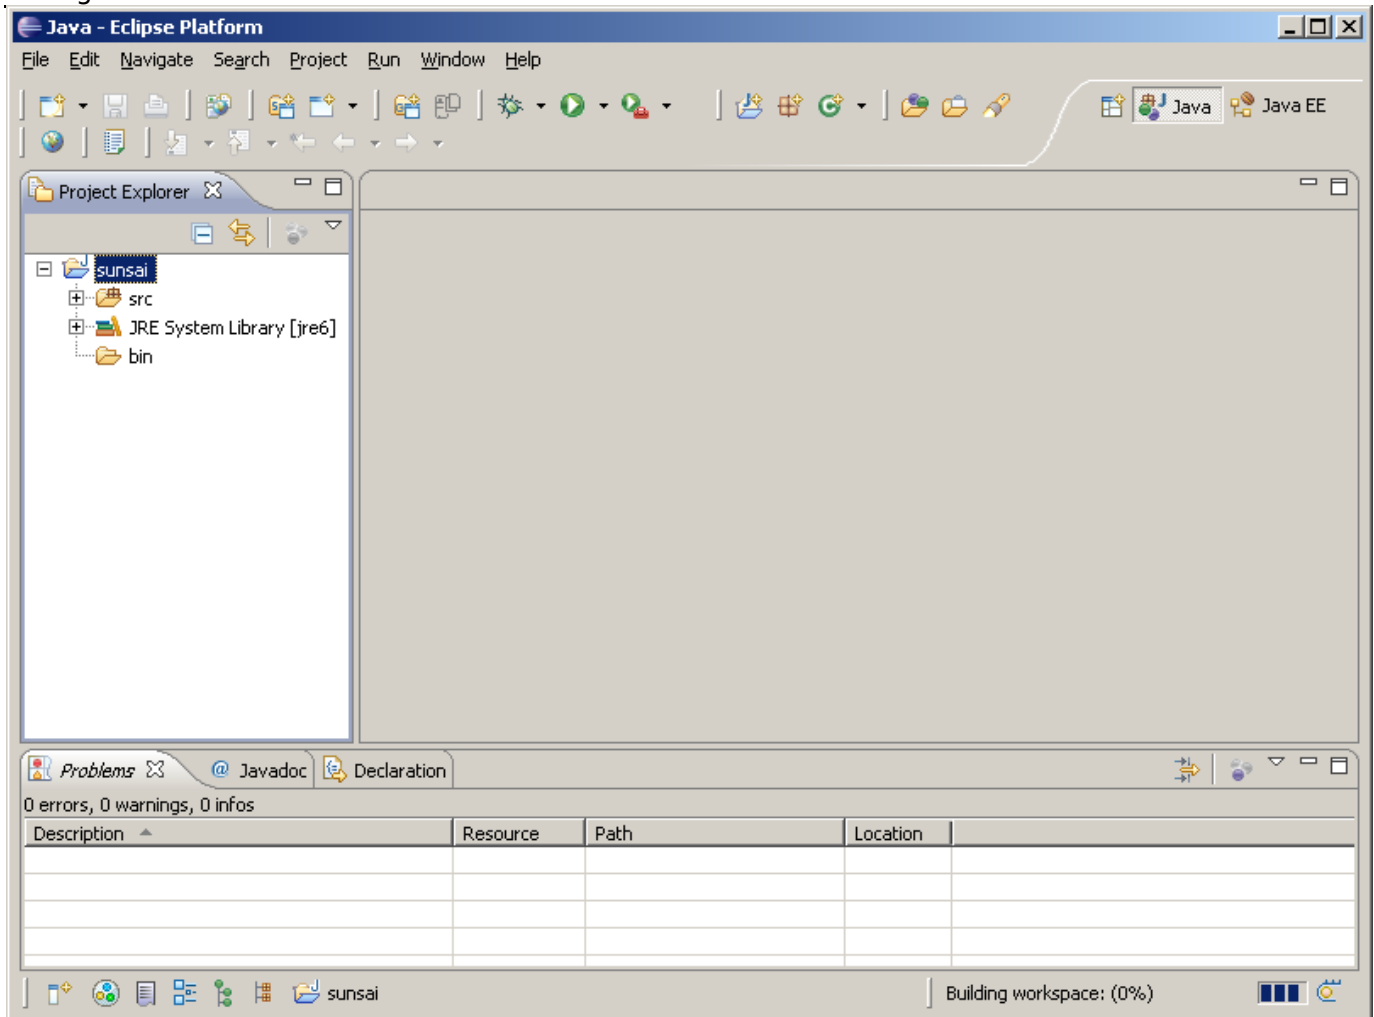 Java - Eclipse Platform
File Edit Navigate Search Project Run Window Help
Java Java EE
Project Explorer
sunsai
src
JRE System Library [jre6]
bin
Problems @ Javadoc Declaration
0 errors, 0 warnings, 0 infos
Description Resource Path Location
sunsai Building workspace: (0%)